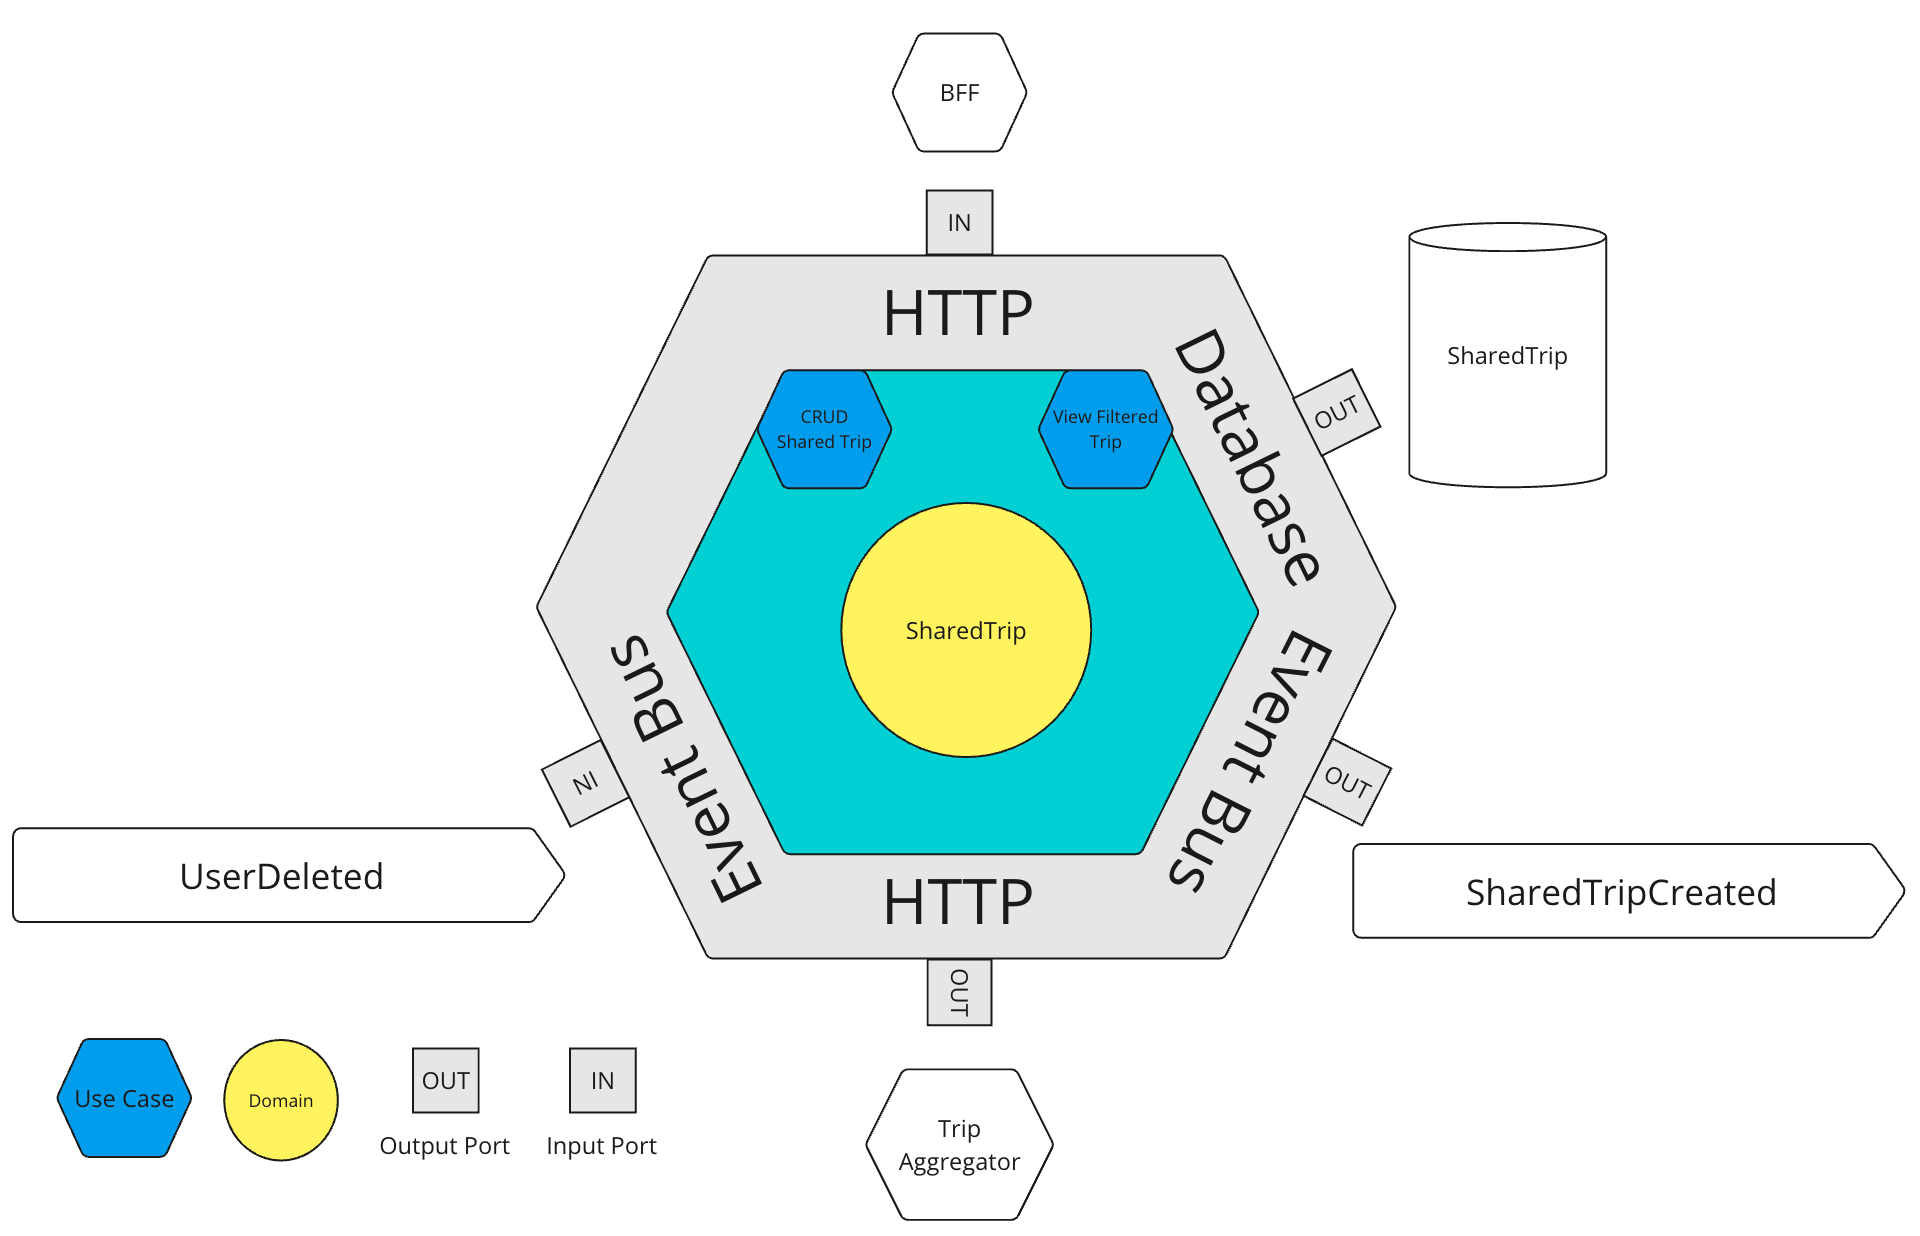 BFF
IN
HTTP
Database
OUT
SharedTrip
CRUD
Shared Trip
View Filtered
Trip
SharedTrip
Event Bus
IN
UserDeleted
Event Bus
OUT
SharedTripCreated
HTTP
OUT
Trip
Aggregator
Use Case
Domain
OUT
Output Port
IN
Input Port